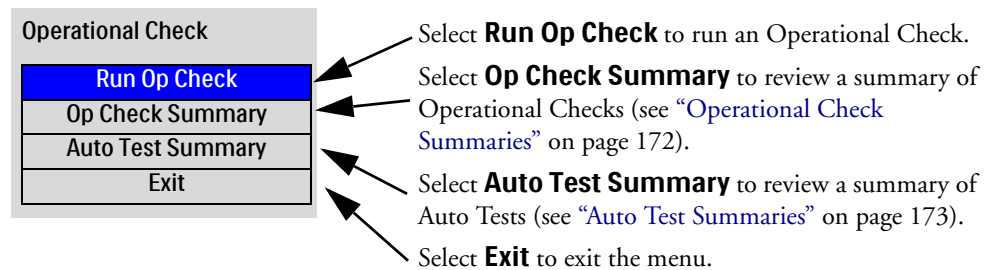 Operational Check
Run Op Check
Op Check Summary
Auto Test Summary
Exit
Select Run Op Check to run an Operational Check.
Select Op Check Summary to review a summary of
Operational Checks (see “Operational Check
Summaries” on page 172).
Select Auto Test Summary to review a summary of
Auto Tests (see “Auto Test Summaries” on page 173).
Select Exit to exit the menu.